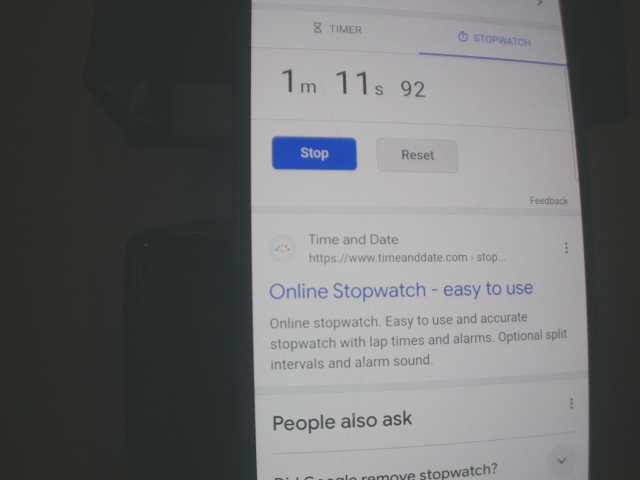 TIMER
STOPWATCH
1m 11s 92
Stop
Reset
Feedback
Time and Date
https://www.timeanddate.com › stop...
Online Stopwatch - easy to use
Online stopwatch. Easy to use and accurate
stopwatch with lap times and alarms. Optional split
intervals and alarm sound.
People also ask
Did Google remove stopwatch?